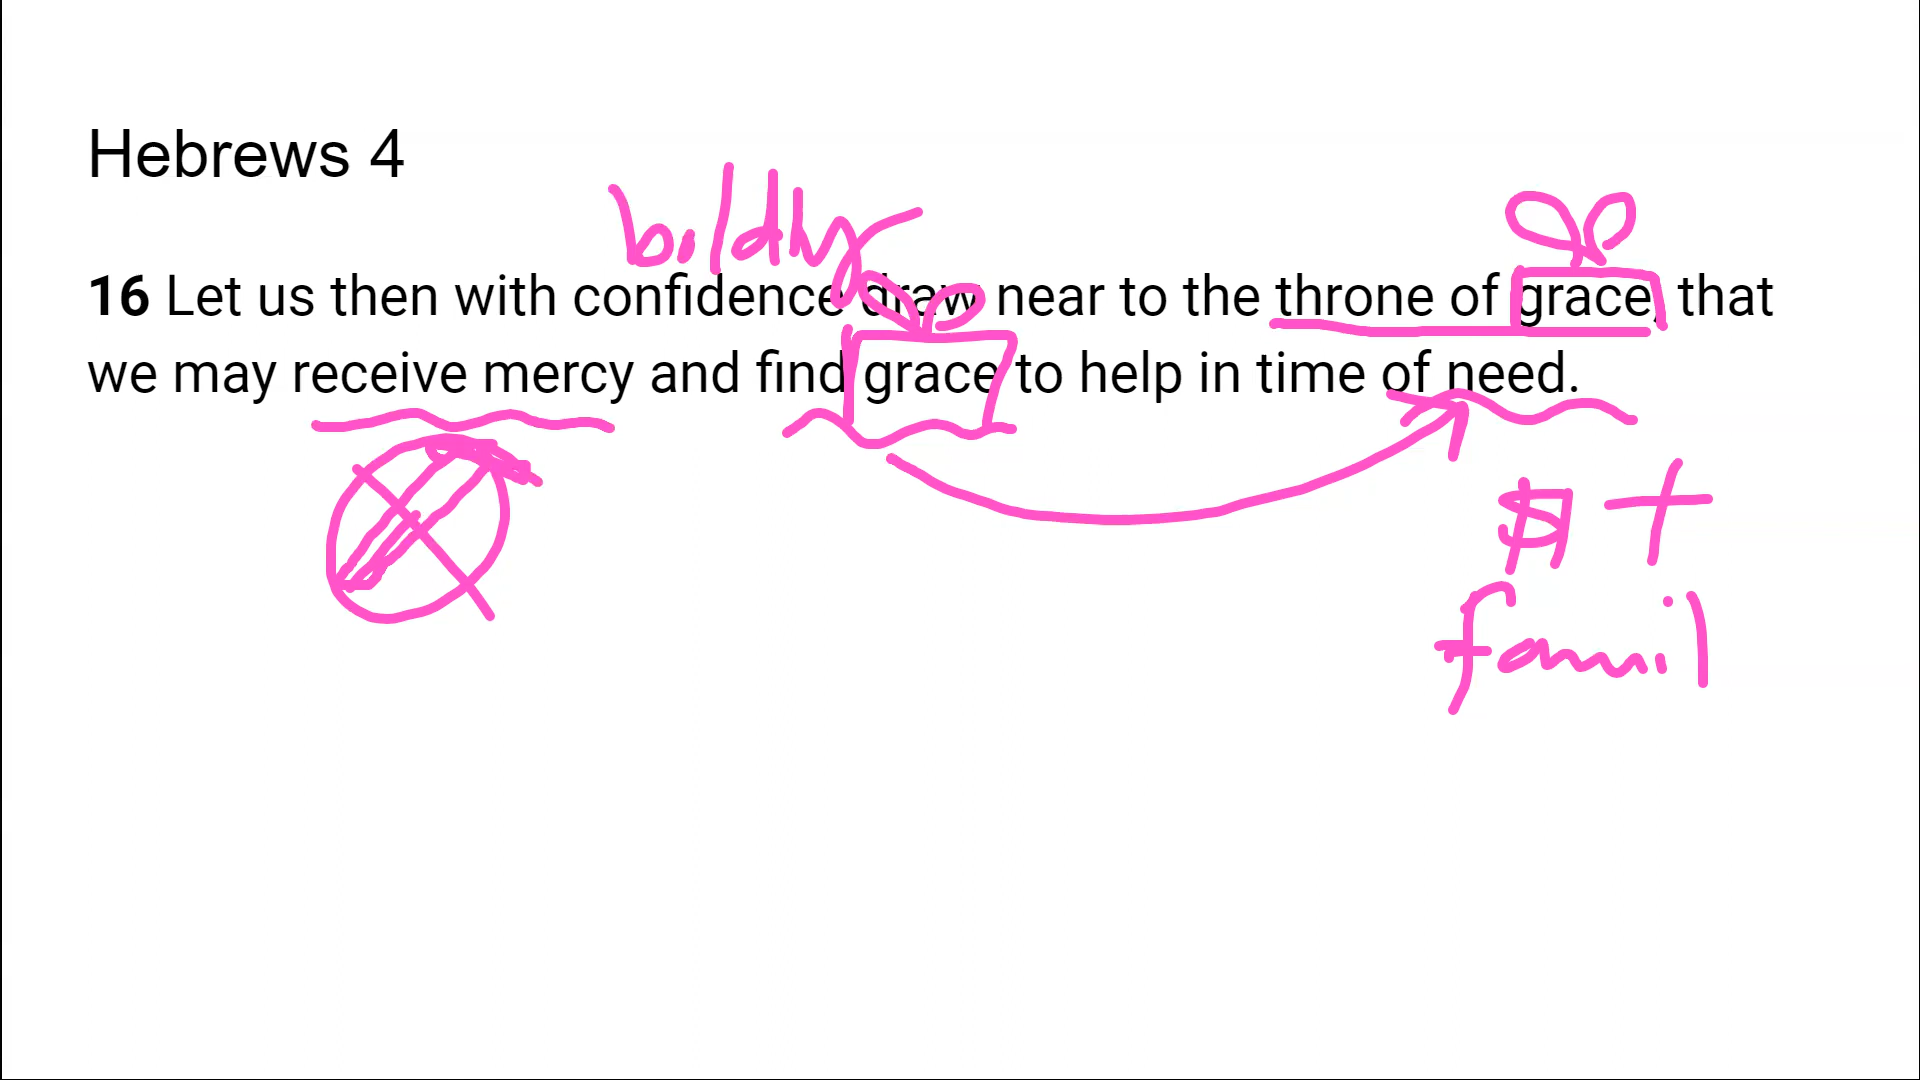 Hebrews 4
boldly
16 Let us then with confidence draw near to the throne of grace, that
we may receive mercy and find grace to help in time of need.
$ +
famil